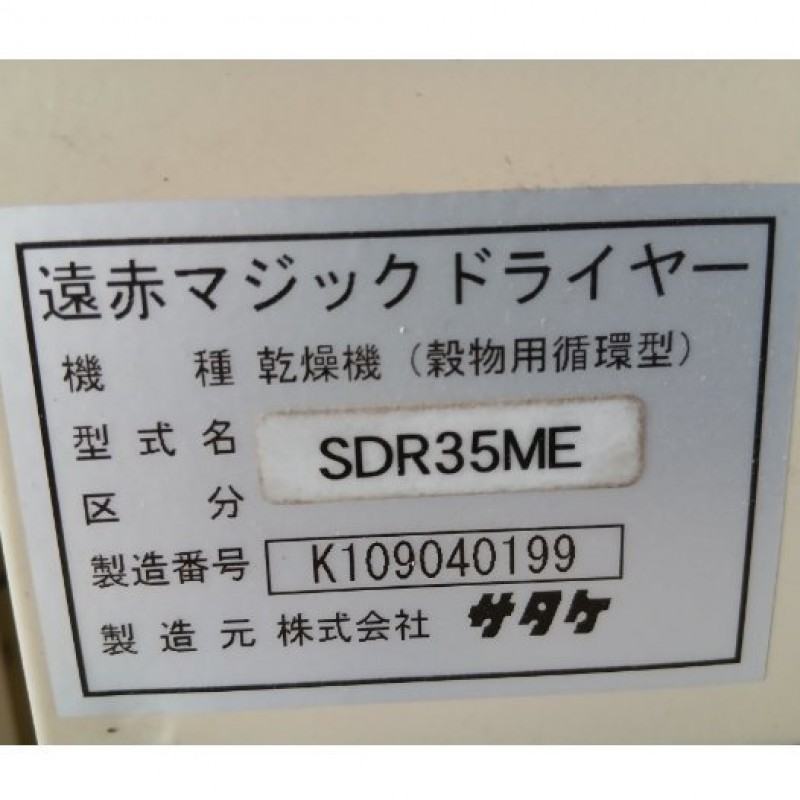 遠赤マジックドライヤー
機種 乾燥機（穀物用循環型）
型式名 SDR35ME
区分
製造番号 K109040199
製造元 株式会社 サタケ